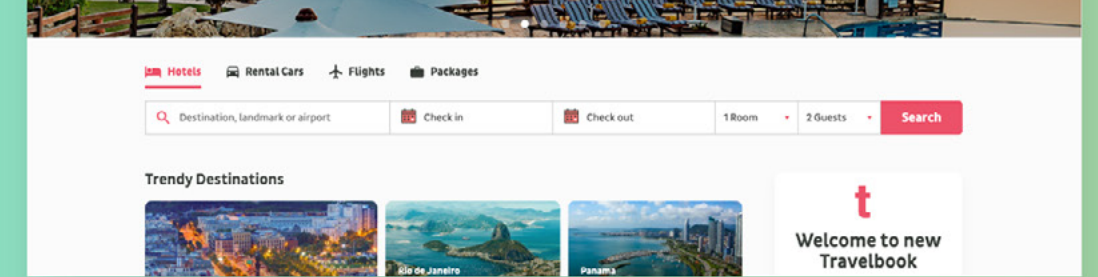 Hotels Rental Cars Flights Packages
Destination, landmark or airport Check in Check out 1 Room 2 Guests Search
Trendy Destinations
t
Welcome to new
Travelbook
Rio de Janeiro Panama